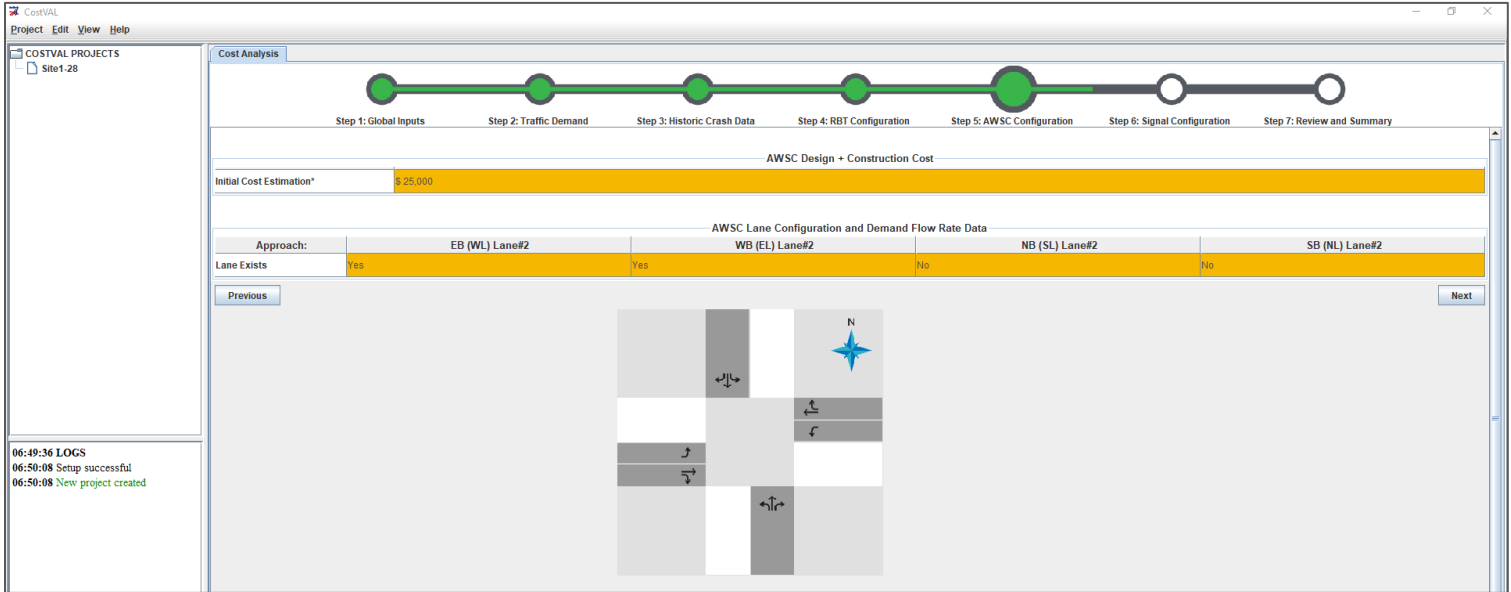 CostVAL
Project Edit View Help
COSTVAL PROJECTS
Site1-28
Cost Analysis
Step 1: Global Inputs Step 2: Traffic Demand Step 3: Historic Crash Data Step 4: RBT Configuration Step 5: AWSC Configuration Step 6: Signal Configuration Step 7: Review and Summary
AWSC Design + Construction Cost
Initial Cost Estimation* $ 25,000
AWSC Lane Configuration and Demand Flow Rate Data
Approach: EB (WL) Lane#2 WB (EL) Lane#2 NB (SL) Lane#2 SB (NL) Lane#2
Lane Exists Yes Yes No No
Previous Next
N
06:49:36 LOGS
06:50:08 Setup successful
06:50:08 New project created